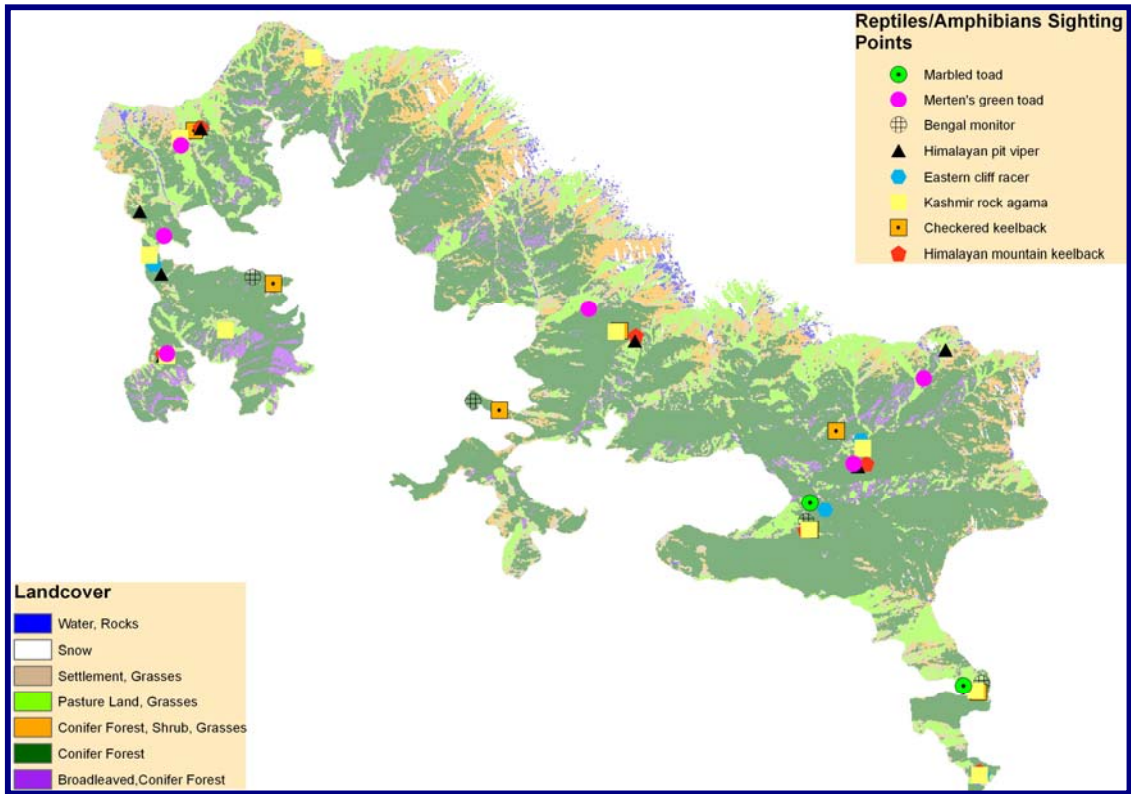 Reptiles/Amphibians Sighting
Points
Marbled toad
Merten's green toad
Bengal monitor
Himalayan pit viper
Eastern cliff racer
Kashmir rock agama
Checkered keelback
Himalayan mountain keelback
Landcover
Water, Rocks
Snow
Settlement, Grasses
Pasture Land, Grasses
Conifer Forest, Shrub, Grasses
Conifer Forest
Broadleaved,Conifer Forest